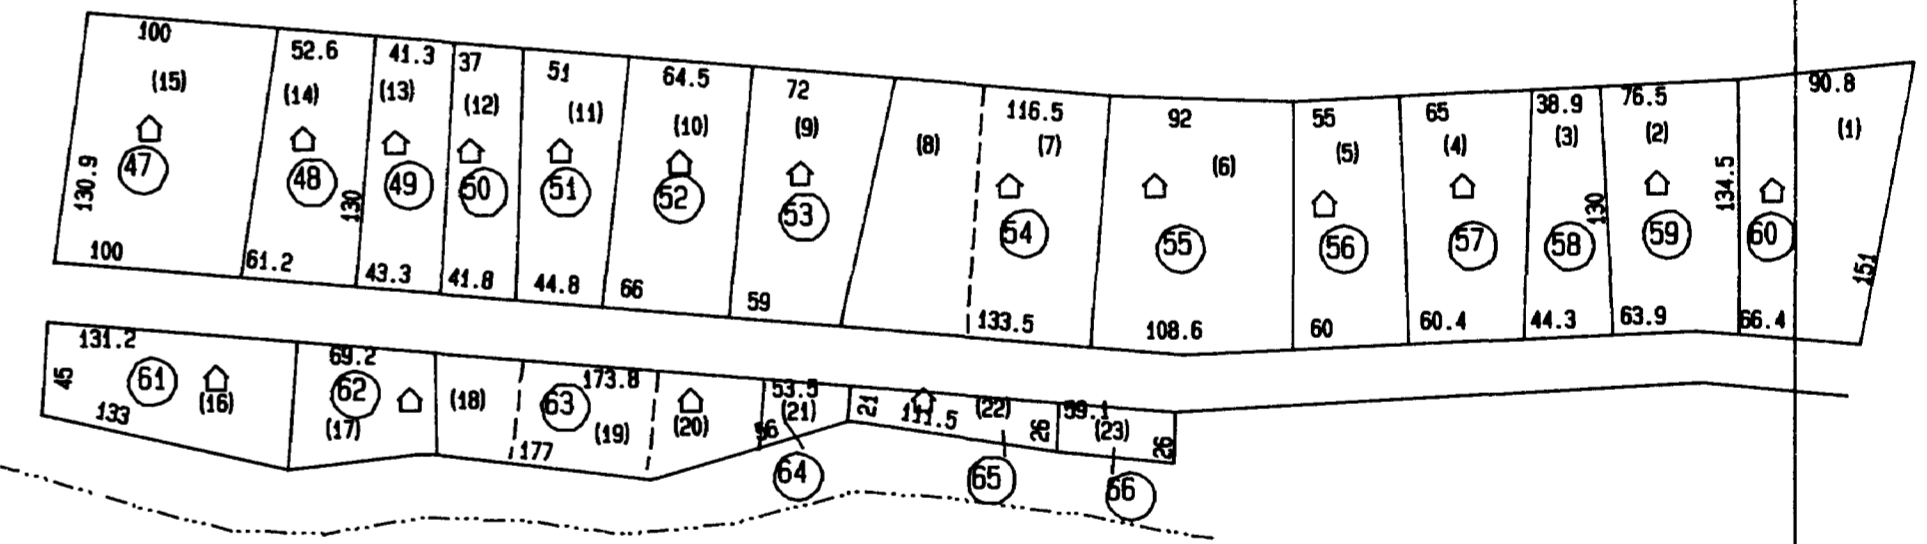 100 52.6 41.3 37 51 64.5 72 116.5 92 55 65 38.9 76.5 90.8
(15) (14) (13) (12) (11) (10) (9) (8) (7) (6) (5) (4) (3) (2) (1)
47 48 49 50 51 52 53 54 55 56 57 58 59 60
130.9 130 130 134.5 151
100 61.2 43.3 41.8 44.8 66 59 133.5 108.6 60 60.4 44.3 63.9 66.4
131.2 69.2 173.8 53.5 111.5 59.1
45 61 62 63 21 26 26
(16) (17) (18) (19) (20) (21) (22) (23)
133 177 56
64 65 66